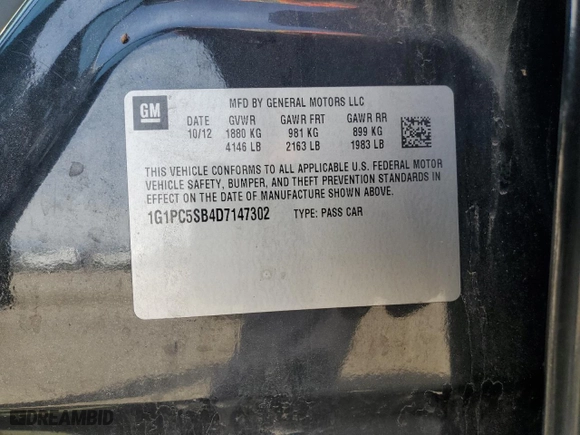 GM
MFD BY GENERAL MOTORS LLC
DATE GVWR GAWR FRT GAWR RR
10/12 1880 KG 981 KG 899 KG
4146 LB 2163 LB 1983 LB
THIS VEHICLE CONFORMS TO ALL APPLICABLE U.S. FEDERAL MOTOR
VEHICLE SAFETY, BUMPER, AND THEFT PREVENTION STANDARDS IN
EFFECT ON THE DATE OF MANUFACTURE SHOWN ABOVE.
1G1PC5SB4D7147302 TYPE: PASS CAR
DREAMBID